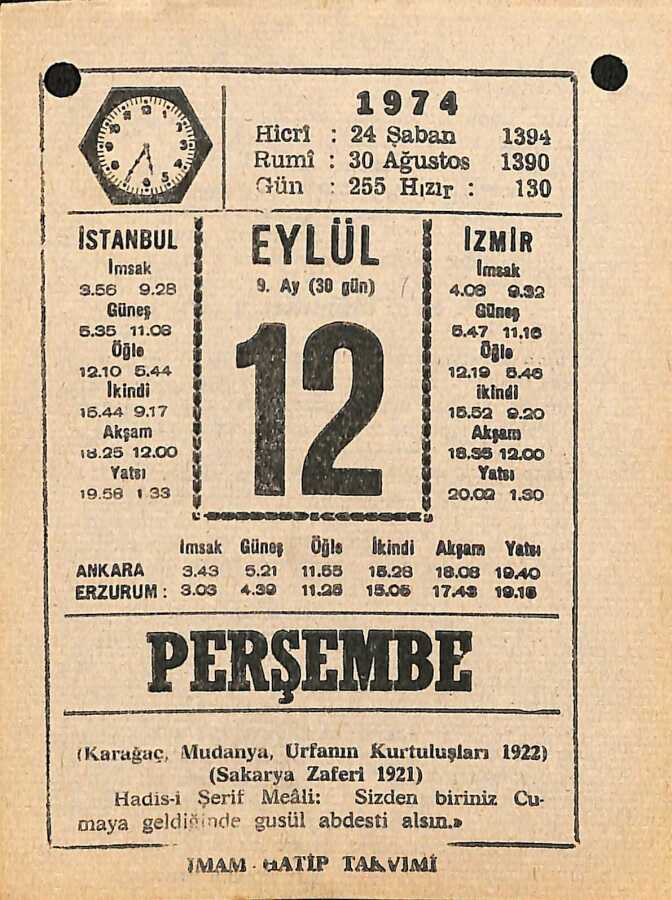 1974
Hicrî : 24 Şaban 1394
Rumî : 30 Ağustos 1390
Gün : 255 Hızır : 130
İSTANBUL
İmsak
3.56 9.28
Güneş
5.35 11.08
Öğle
12.10 5.44
İkindi
15.44 9.17
Akşam
18.25 12.00
Yatsı
19.58 1 33
EYLÜL
9. Ay (30 gün)
12
İZMİR
İmsak
4.08 9.32
Güneş
5.47 11.16
Öğle
12.19 5.48
ikindi
15.52 9.20
Akşam
18.35 12.00
Yatsı
20.02 1.30
İmsak Güneş Öğle İkindi Akşam Yatsı
ANKARA 3.43 5.21 11.55 15.28 18.08 19.40
ERZURUM : 3.03 4.39 11.25 15.05 17.43 19.15
PERŞEMBE
(Karağaç, Mudanya, Urfanın Kurtuluşları 1922)
(Sakarya Zaferi 1921)
Hadis-i Şerif Meâli: Sizden biriniz Cu-
maya geldiğinde gusül abdesti alsın.»
İMAM - HATİP TAKVİMİ